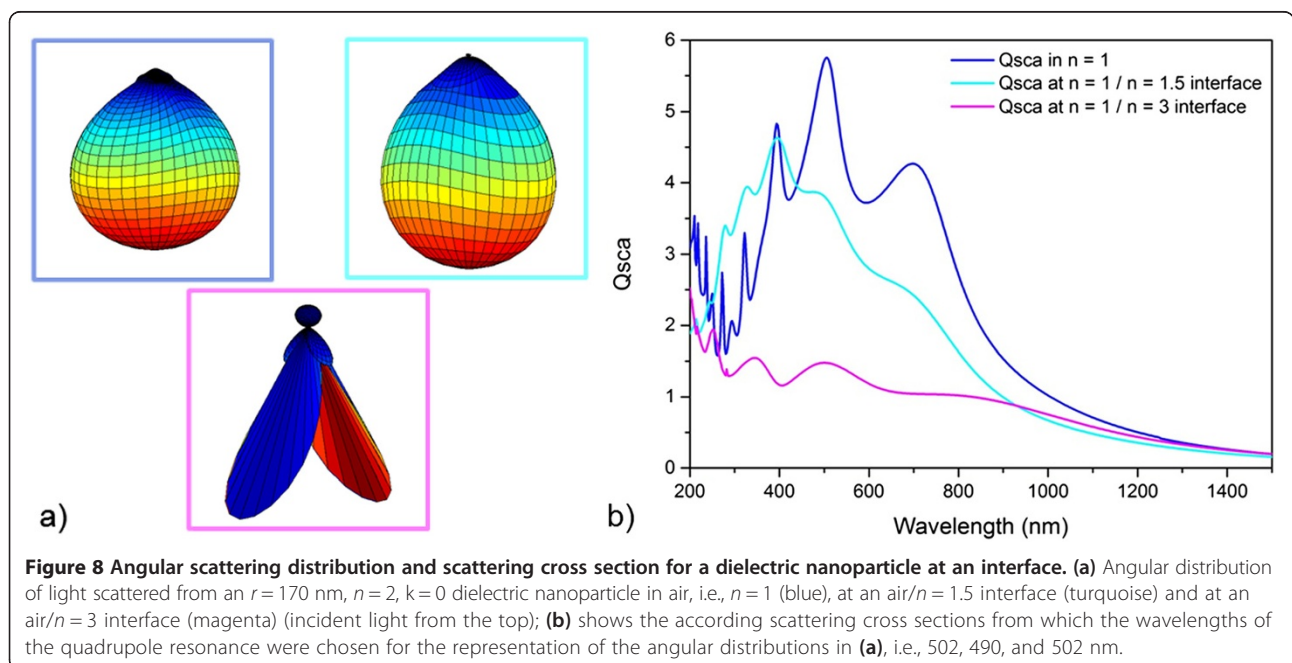 a)
b)
6
5
4
3
2
1
0
Qsca
Qsca in n = 1
Qsca at n = 1 / n = 1.5 interface
Qsca at n = 1 / n = 3 interface
200 400 600 800 1000 1200 1400
Wavelength (nm)
Figure 8 Angular scattering distribution and scattering cross section for a dielectric nanoparticle at an interface. (a) Angular distribution
of light scattered from an r = 170 nm, n = 2, k = 0 dielectric nanoparticle in air, i.e., n = 1 (blue), at an air/n = 1.5 interface (turquoise) and at an
air/n = 3 interface (magenta) (incident light from the top); (b) shows the according scattering cross sections from which the wavelengths of
the quadrupole resonance were chosen for the representation of the angular distributions in (a), i.e., 502, 490, and 502 nm.